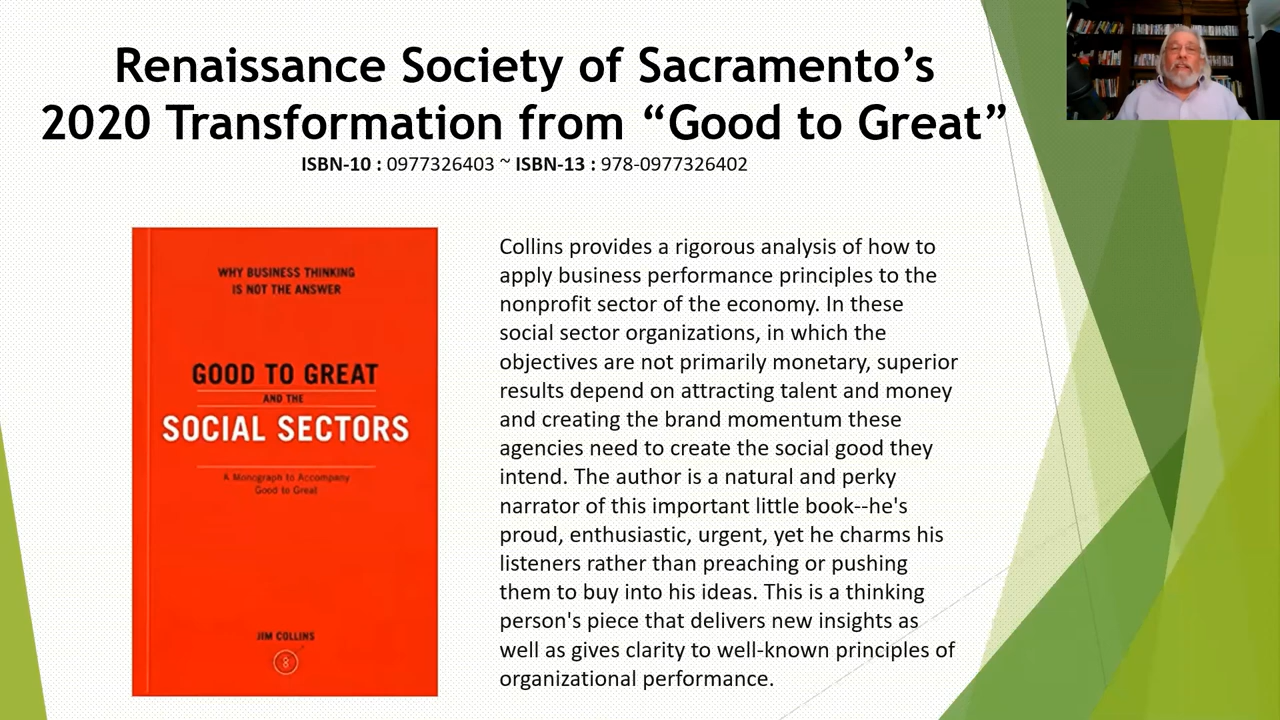 Renaissance Society of Sacramento’s
2020 Transformation from “Good to Great”
ISBN-10 : 0977326403 ~ ISBN-13 : 978-0977326402
WHY BUSINESS THINKING
IS NOT THE ANSWER
GOOD TO GREAT
AND THE
SOCIAL SECTORS
A Monograph to Accompany
Good to Great
JIM COLLINS
Collins provides a rigorous analysis of how to
apply business performance principles to the
nonprofit sector of the economy. In these
social sector organizations, in which the
objectives are not primarily monetary, superior
results depend on attracting talent and money
and creating the brand momentum these
agencies need to create the social good they
intend. The author is a natural and perky
narrator of this important little book--he's
proud, enthusiastic, urgent, yet he charms his
listeners rather than preaching or pushing
them to buy into his ideas. This is a thinking
person's piece that delivers new insights as
well as gives clarity to well-known principles of
organizational performance.